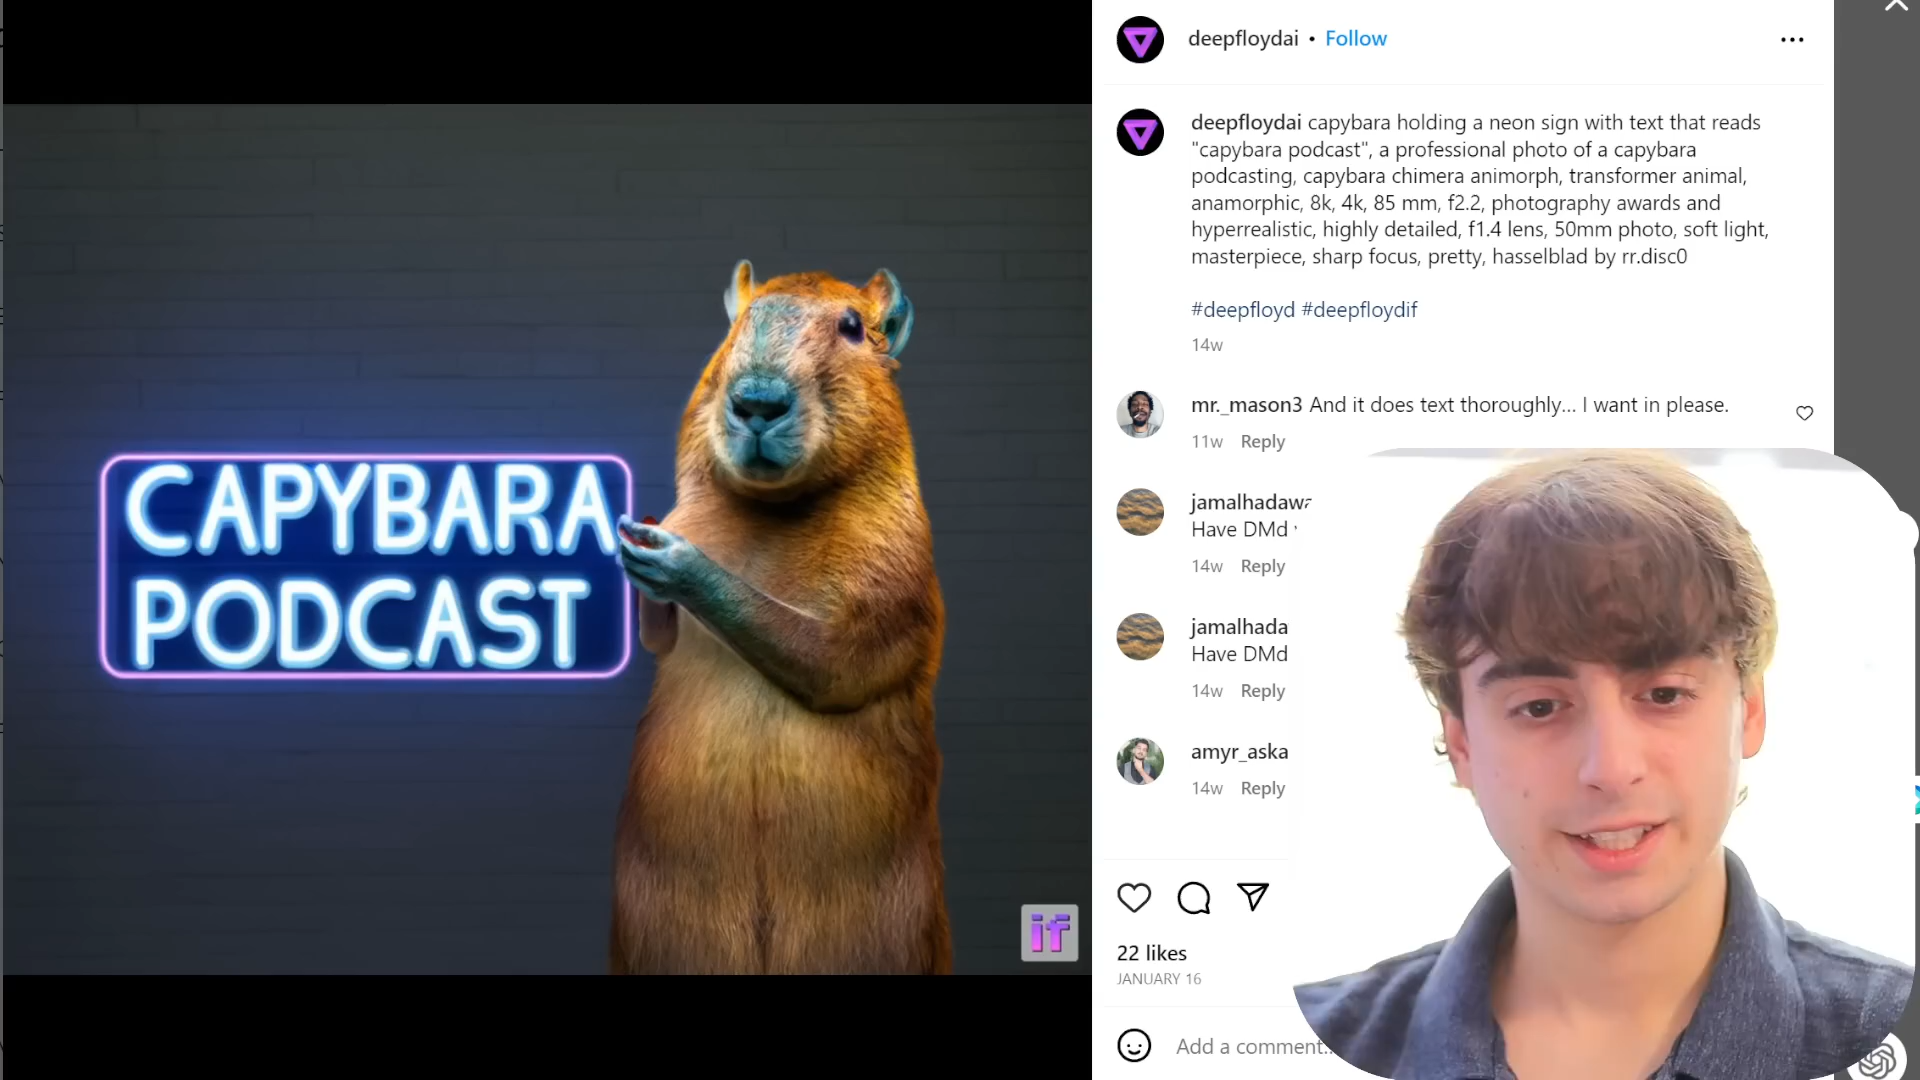 CAPYBARA
PODCAST
if
deepfloydai • Follow
deepfloydai capybara holding a neon sign with text that reads
"capybara podcast", a professional photo of a capybara
podcasting, capybara chimera animorph, transformer animal,
anamorphic, 8k, 4k, 85 mm, f2.2, photography awards and
hyperrealistic, highly detailed, f1.4 lens, 50mm photo, soft light,
masterpiece, sharp focus, pretty, hasselblad by rr.disc0
#deepfloyd #deepfloydif
14w
mr._mason3 And it does text thoroughly... I want in please.
11w Reply
jamalhadawa
Have DMd
14w Reply
jamalhada
Have DMd
14w Reply
amyr_aska
14w Reply
22 likes
JANUARY 16
Add a comment...